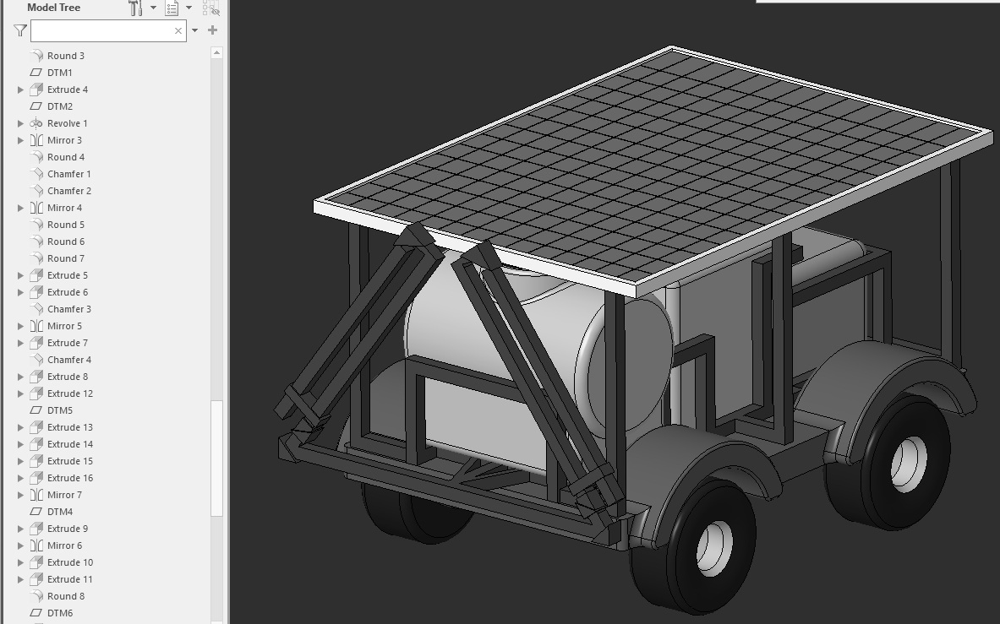 Model Tree
Round 3
DTM1
Extrude 4
DTM2
Revolve 1
Mirror 3
Round 4
Chamfer 1
Chamfer 2
Mirror 4
Round 5
Round 6
Round 7
Extrude 5
Extrude 6
Chamfer 3
Mirror 5
Extrude 7
Chamfer 4
Extrude 8
Extrude 12
DTM5
Extrude 13
Extrude 14
Extrude 15
Extrude 16
Mirror 7
DTM4
Extrude 9
Mirror 6
Extrude 10
Extrude 11
Round 8
DTM6